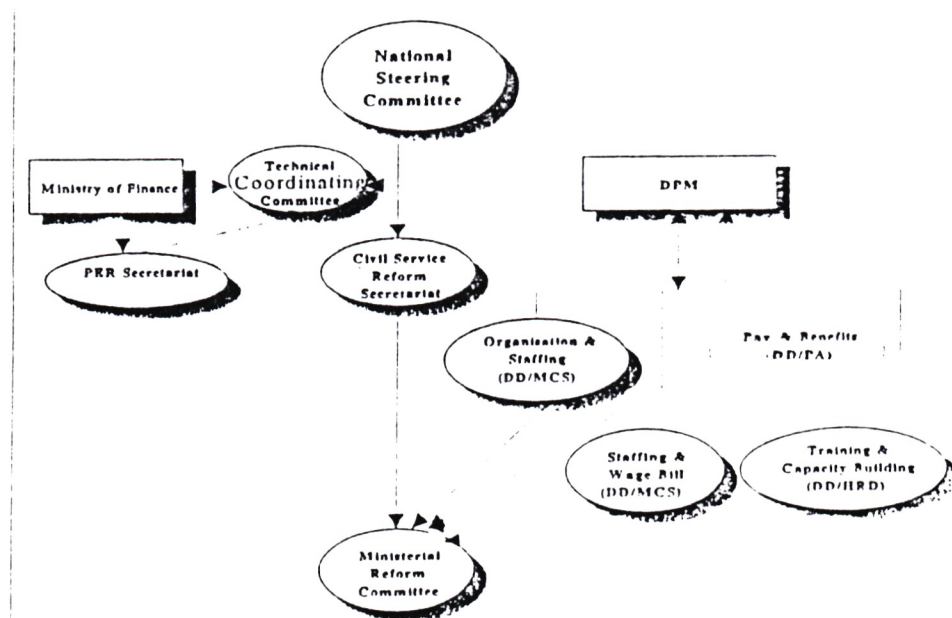 National
Steering
Committee
Ministry of Finance
Technical
Coordinating
Committee
DPM
PRR Secretariat
Civil Service
Reform
Secretariat
Organisation &
Staffing
(DD/MCS)
Pay & Benefits
(DD/PA)
Staffing &
Wage Bill
(DD/MCS)
Training &
Capacity Building
(DD/HRD)
Ministerial
Reform
Committee